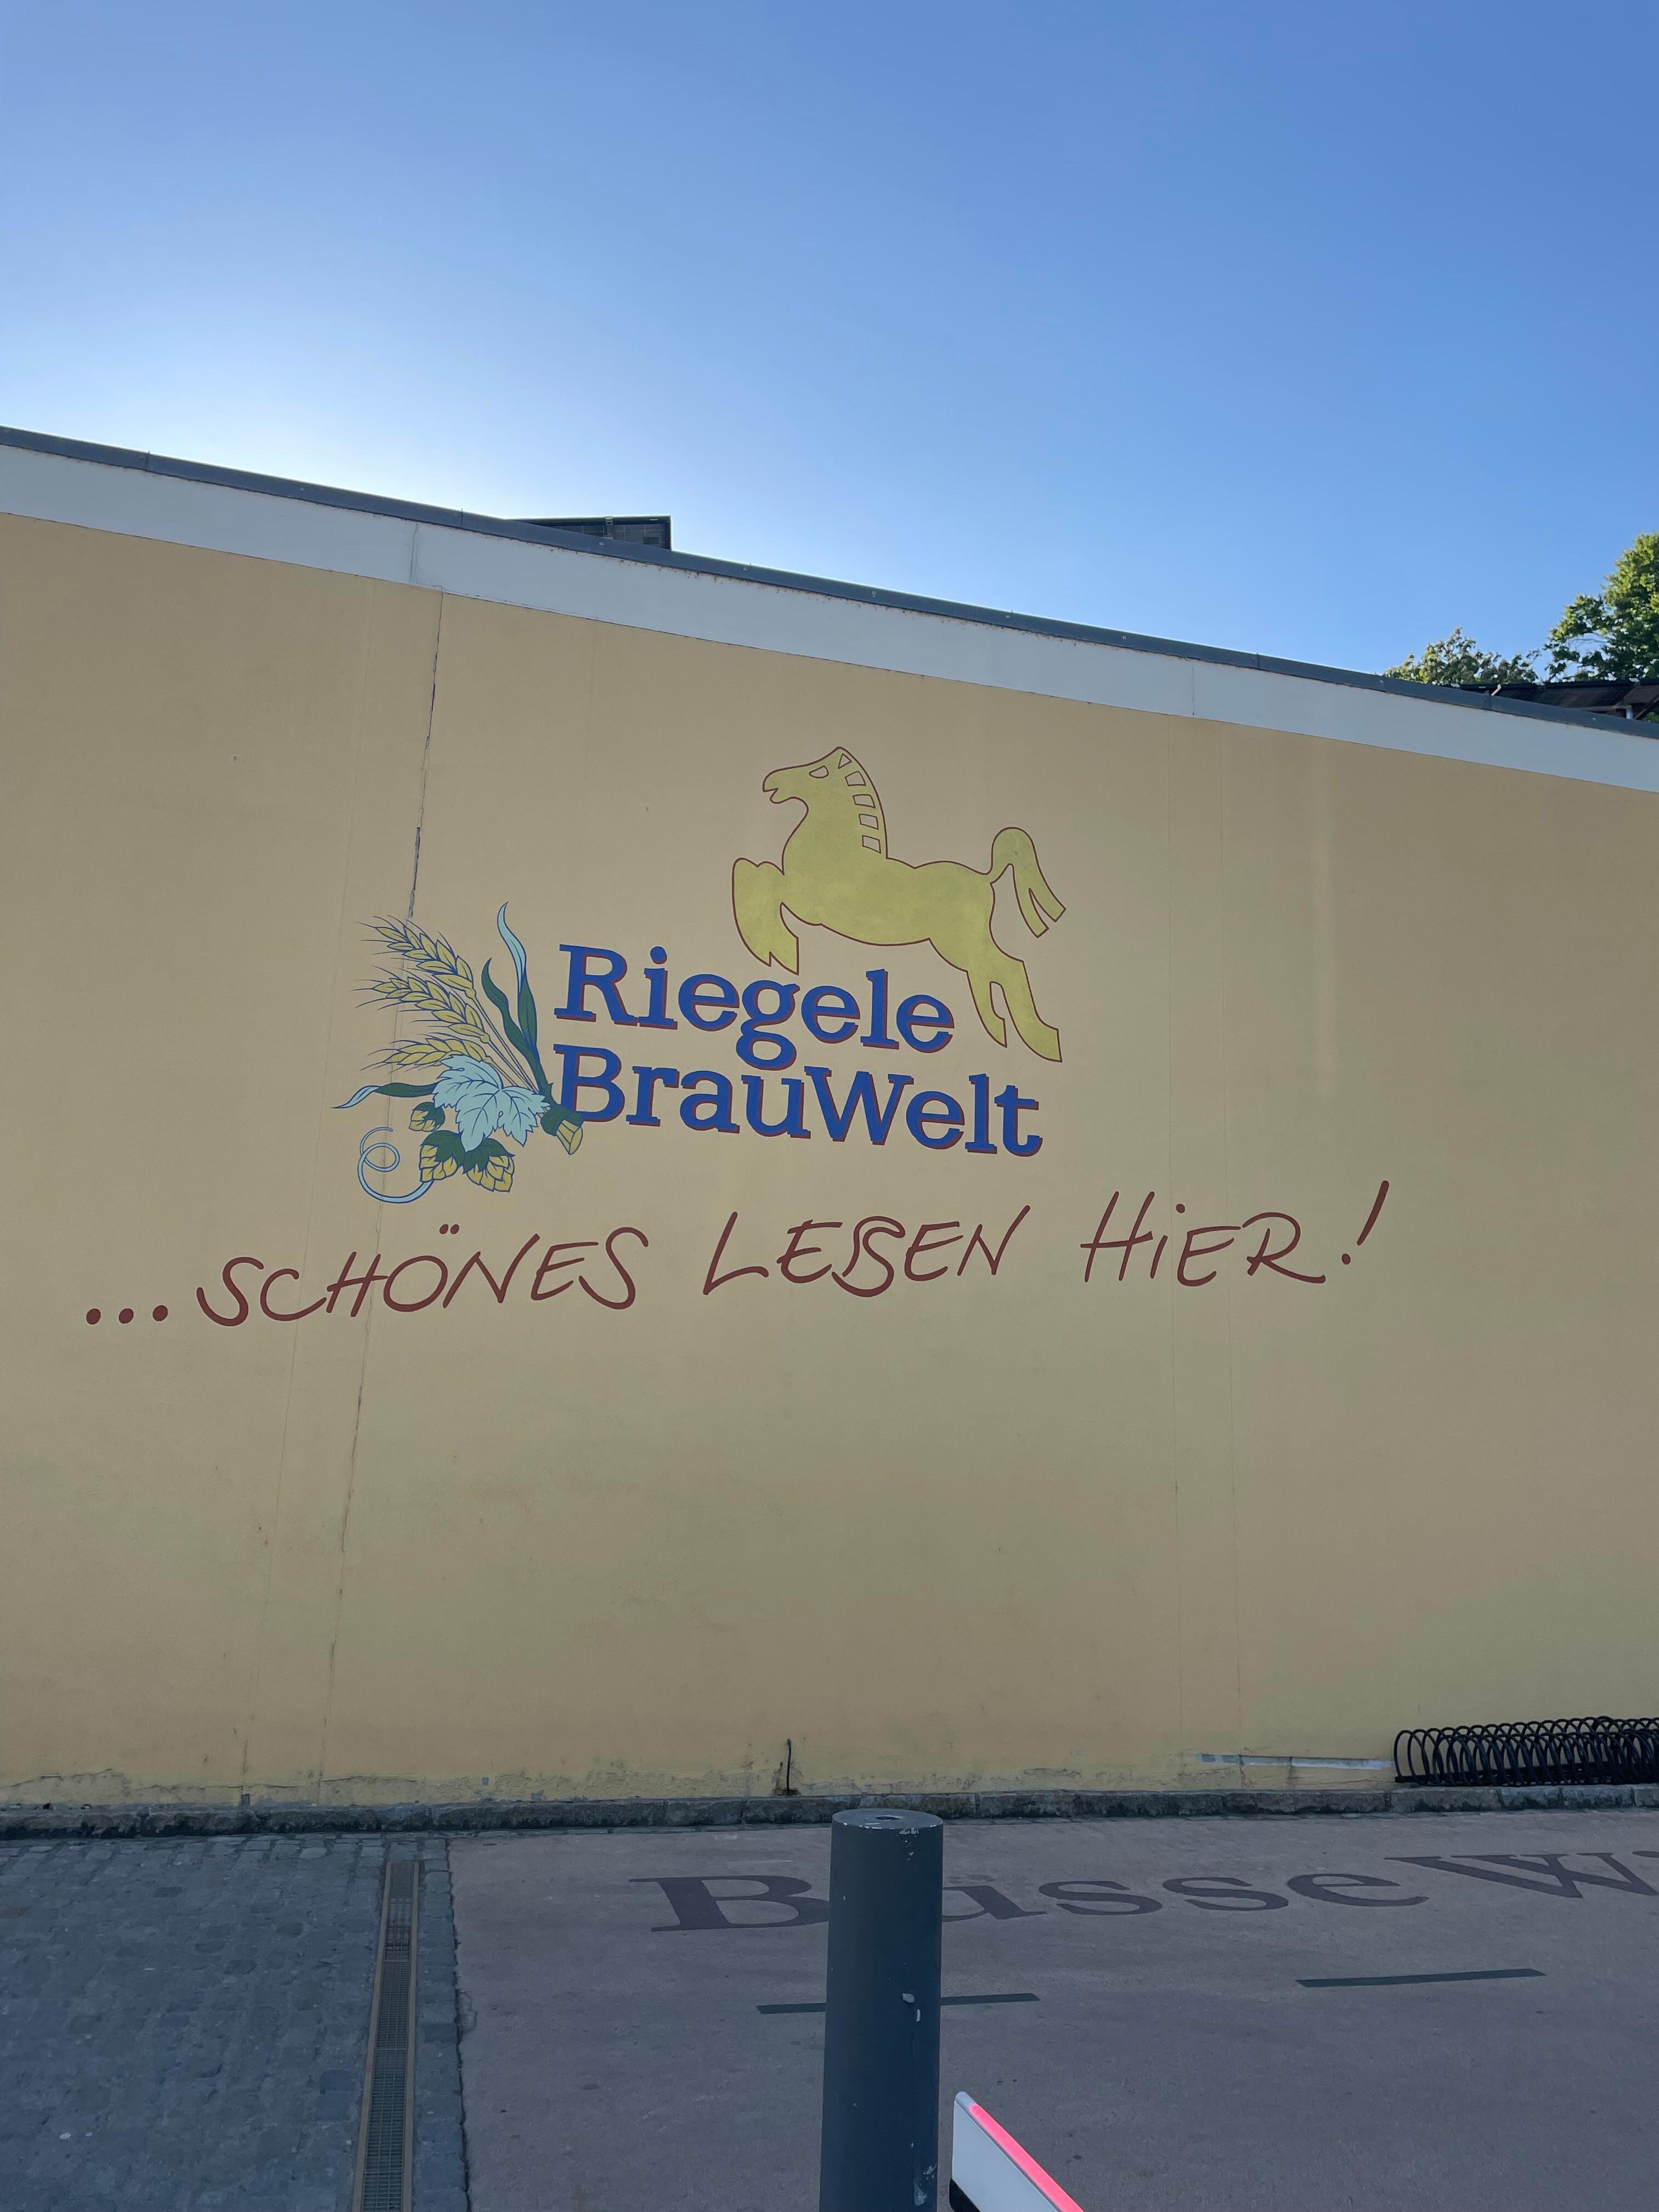 Riegele
BrauWelt
...SCHÖNES LEBEN HiER!